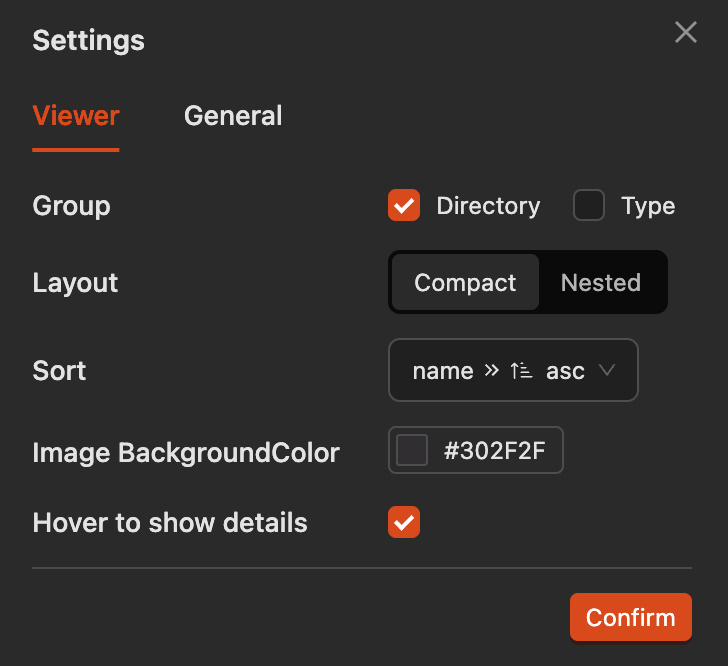 Settings
Viewer General
Group Directory Type
Layout Compact Nested
Sort name » asc
Image BackgroundColor #302F2F
Hover to show details
Confirm